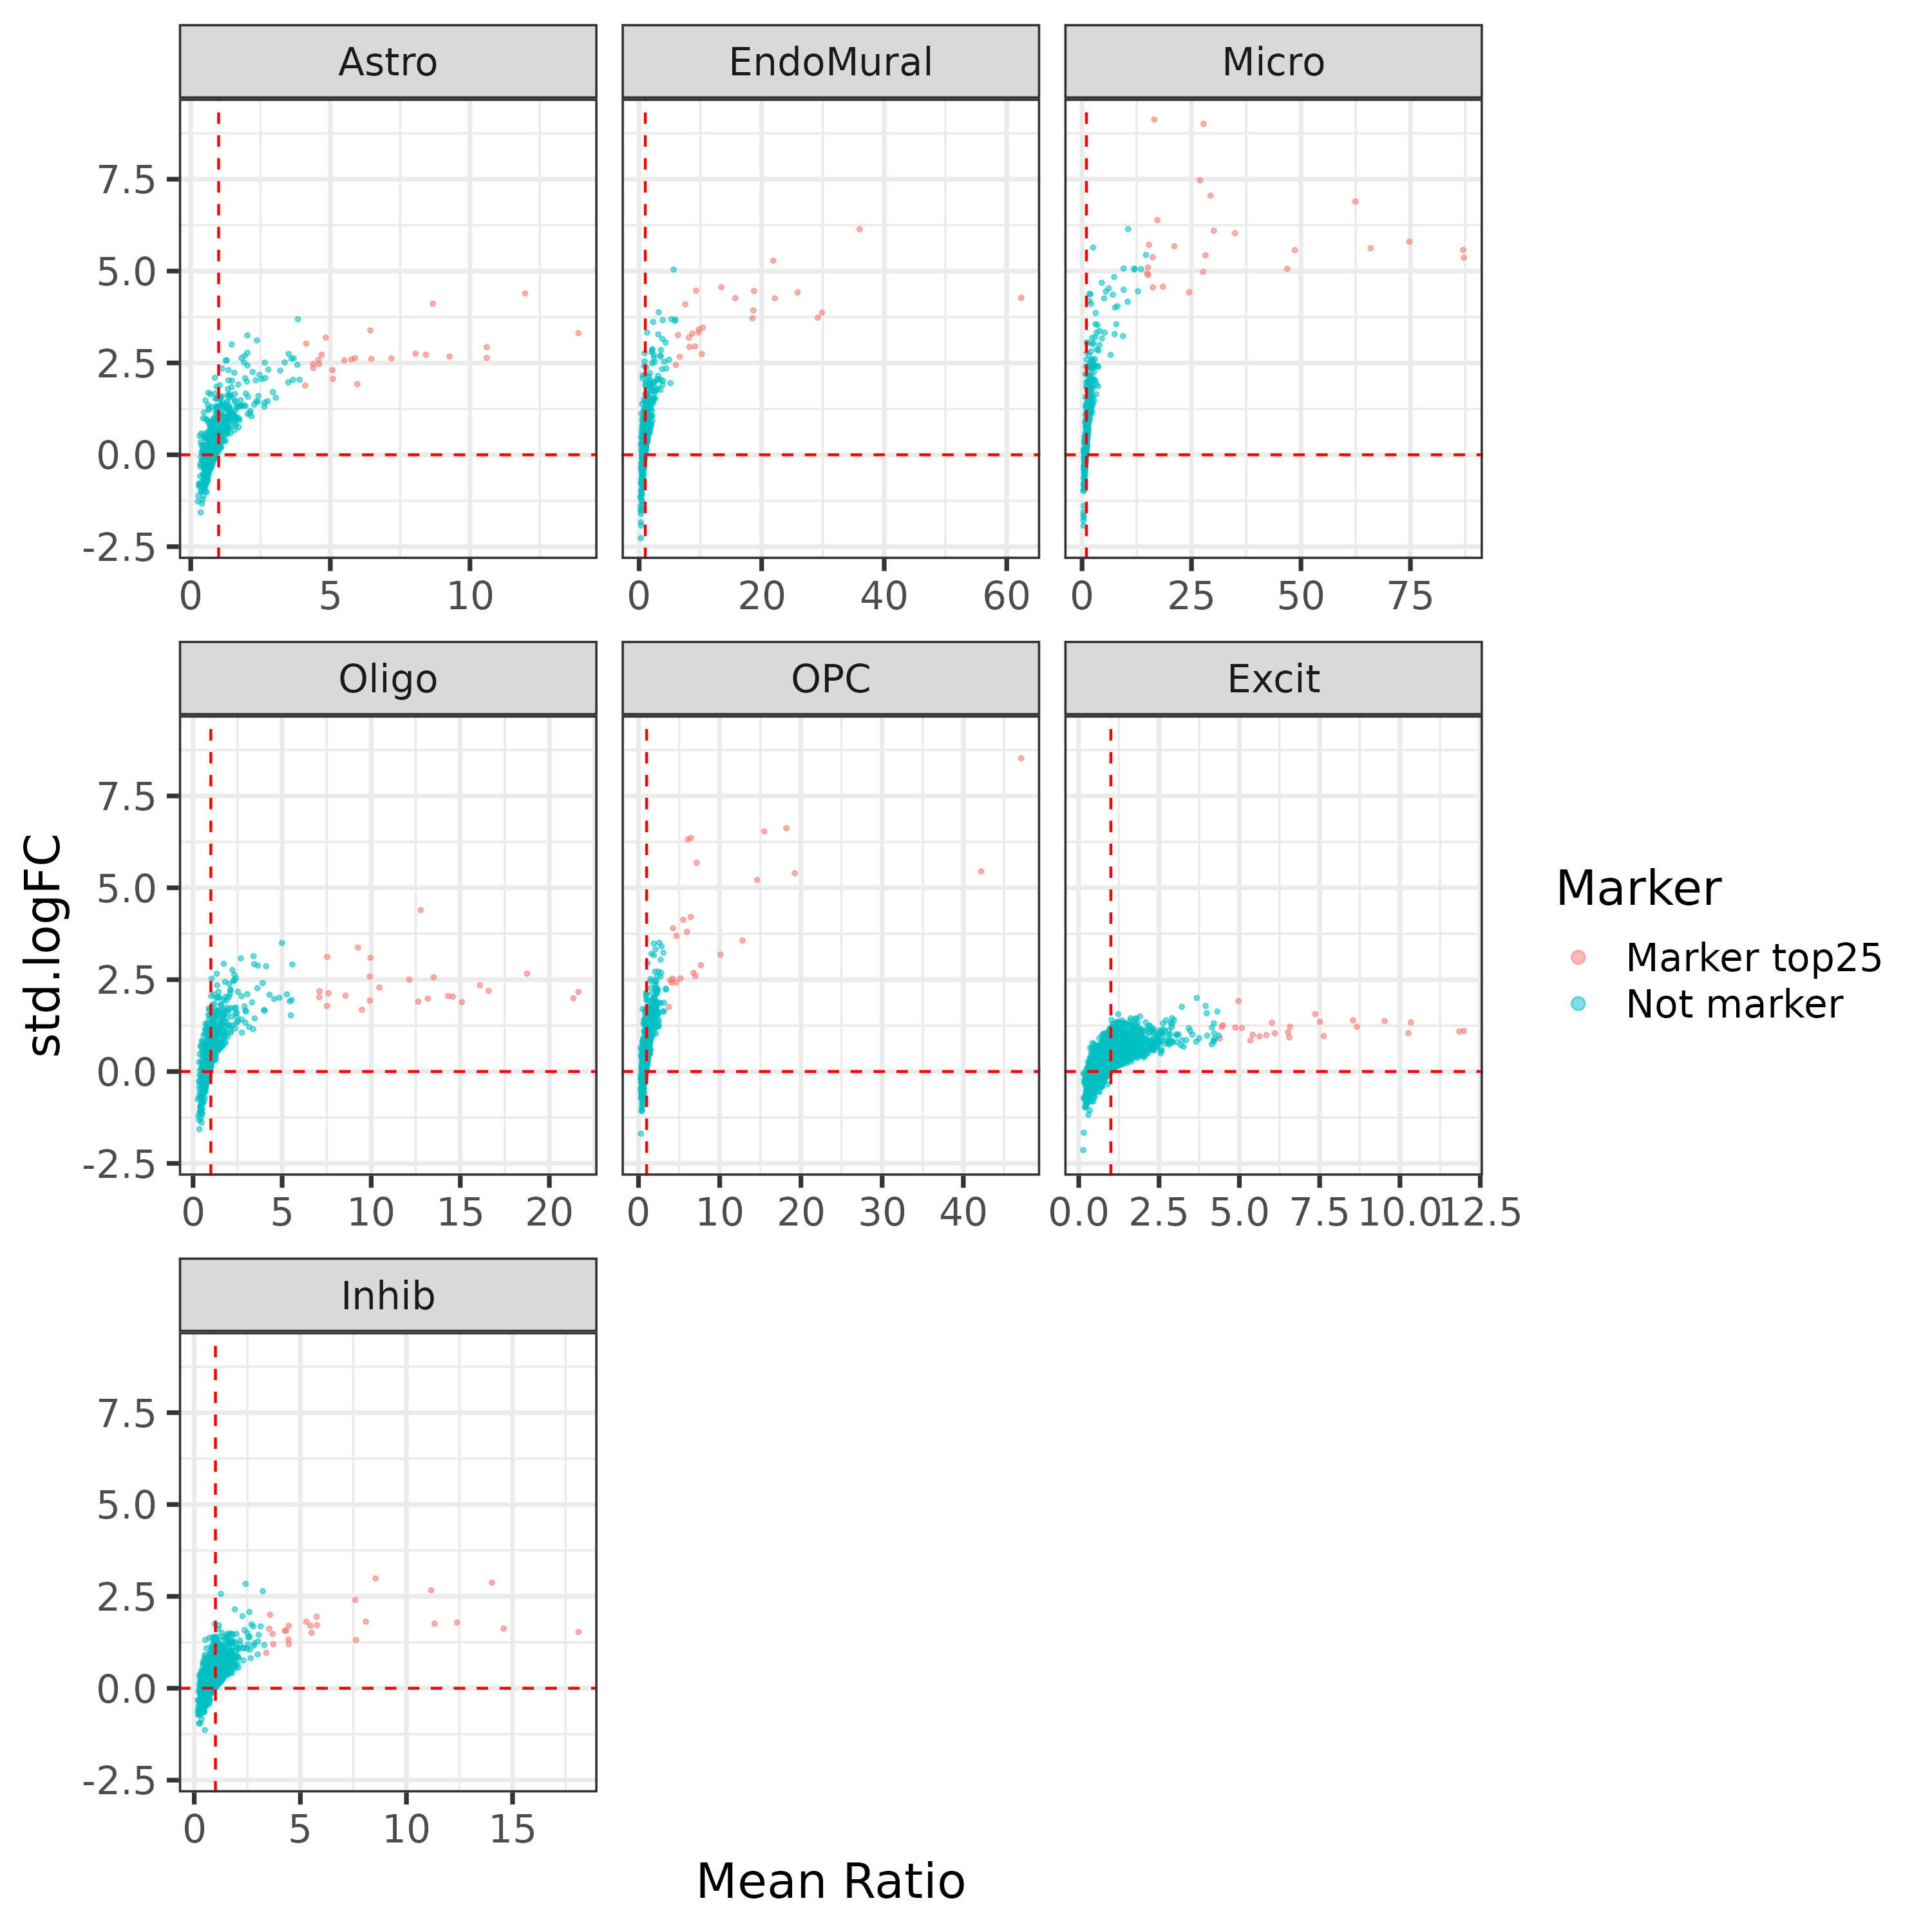 Astro EndoMural Micro
7.5
5.0
2.5
0.0
-2.5
0 5 10 0 20 40 60 0 25 50 75
Oligo OPC Excit
7.5
5.0
2.5
0.0
-2.5
0 5 10 15 20 0 10 20 30 40 0.0 2.5 5.0 7.5 10.0 12.5
Inhib
7.5
5.0
2.5
0.0
-2.5
0 5 10 15
Mean Ratio
std.logFC
Marker
Marker top25
Not marker